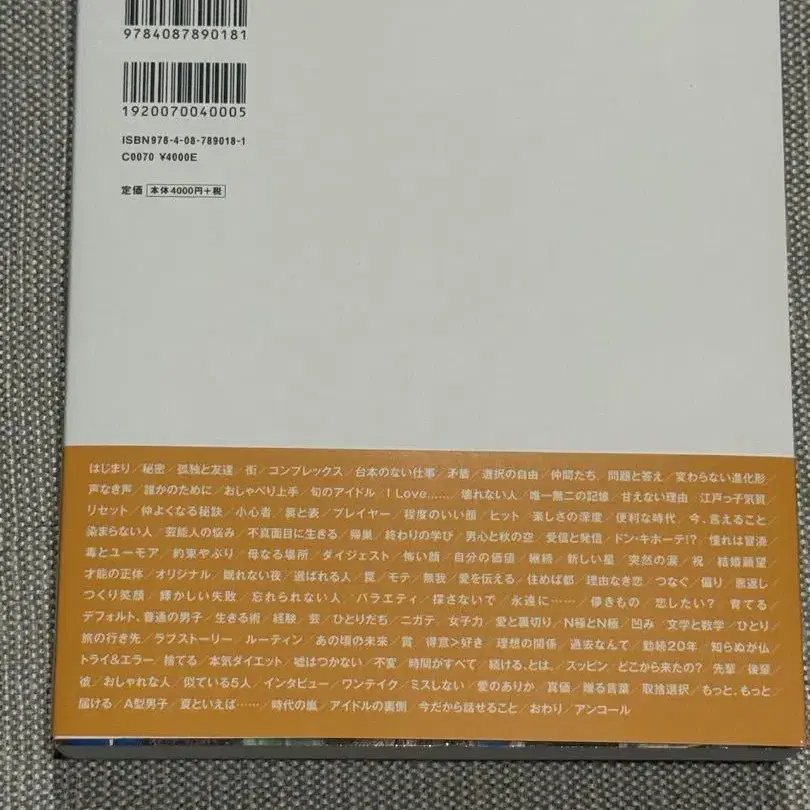 9784087890181
1920070040005
ISBN978-4-08-789018-1
C0070 ¥4000E
定価 本体4000円+税
はじまり/秘密/孤独と友達/街/コンプレックス/台本のない仕事/矛盾/選択の自由/仲間たち/問題と答え/変わらない進化形/
声なき声/誰かのために/おしゃべり上手/旬のアイドル/I Love....../壊れない人/唯一無二の記憶/甘えない理由/江戸っ子気質/
リセット/仲よくなる秘訣/小心者/裏と表/プレイヤー/程度のいい顔/ヒット/楽しさの深度/便利な時代/今、言えること/
染まらない人/芸能人の悩み/不真面目に生きる/帰巣/終わりの学び/男心と秋の空/受信と発信/ドン・キホーテ!?/憧れは冒涜/
毒とユーモア/約束やぶり/母なる場所/ダイジェスト/怖い顔/自分の価値/継続/新しい星/突然の涙/祝/結婚願望/
才能の正体/オリジナル/眠れない夜/選ばれる人/罠/モテ/無我/愛を伝える/住めば都/理由なき恋/つなぐ/偏り/恩返し/
つくり笑顔/輝かしい失敗/忘れられない人/バラエティ/探さないで/永遠に……/儚きもの/恋したい?/育てる/
デフォルト、普通の男子/生きる術/経験/芸/ひとりだち/ニガテ/女子力/愛と裏切り/N極とN極/凹み/文学と数学/ひとり/
旅の行き先/ラブストーリー/ルーティン/あの頃の未来/賞/得意>好き/理想の関係/過去なんて/勤続20年/知らぬが仏/
トライ&エラー/捨てる/本気ダイエット/嘘はつかない/不変/時間がすべて/続ける、とは。/スッピン/どこから来たの?/先輩/後輩/
彼/おしゃれな人/似ている5人/インタビュー/ワンテイク/ミスしない/愛のありか/真価/贈る言葉/取捨選択/もっと、もっと/
届ける/A型男子/夏といえば……/時代の嵐/アイドルの裏側/今だから話せること/おわり/アンコール